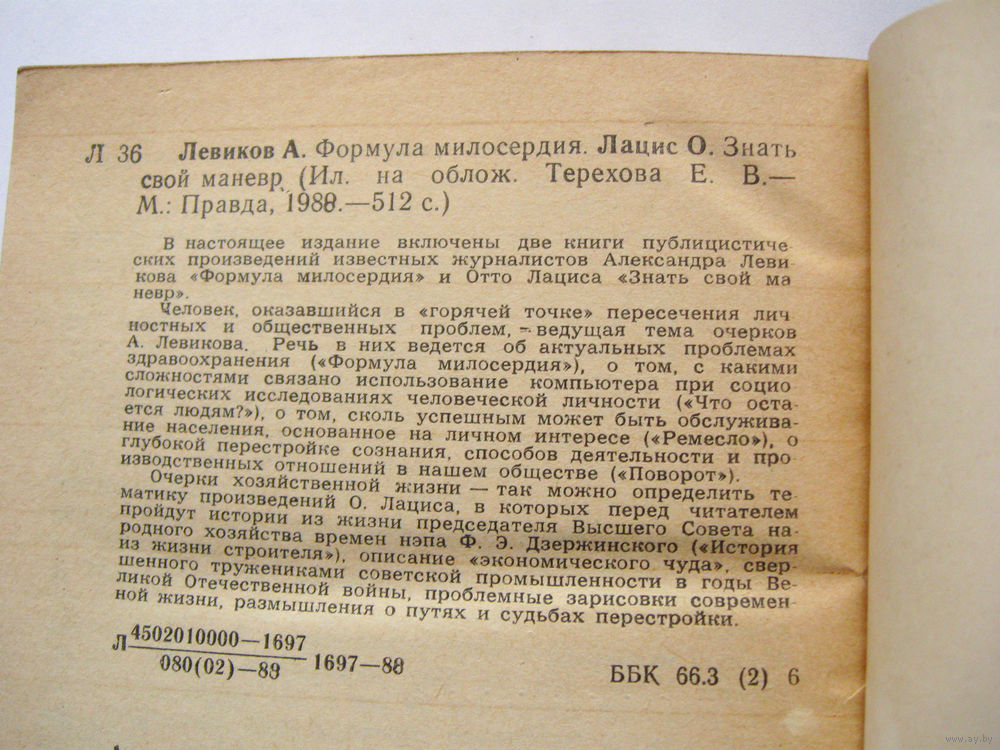 Л 36 Левиков А. Формула милосердия. Лацис О. Знать
свой маневр (Ил. на облож. Терехова Е. В.—
М.: Правда, 1988.—512 с.)
В настоящее издание включены две книги публицистиче-
ских произведений известных журналистов Александра Леви-
кова «Формула милосердия» и Отто Лациса «Знать свой ма
невр».
Человек, оказавшийся в «горячей точке» пересечения лич
ностных и общественных проблем, — ведущая тема очерков
А. Левикова. Речь в них ведется об актуальных проблемах
здравоохранения («Формула милосердия»), о том, с какими
сложностями связано использование компьютера при социо
логических исследованиях человеческой личности («Что оста-
ется людям?»), о том, сколь успешным может быть обслужива-
ние населения, основанное на личном интересе («Ремесло»), о
глубокой перестройке сознания, способов деятельности и про
изводственных отношений в нашем обществе («Поворот»).
Очерки хозяйственной жизни — так можно определить те
матику произведений О. Лациса, в которых перед читателем
пройдут истории из жизни председателя Высшего Совета на-
родного хозяйства времен нэпа Ф. Э. Дзержинского («История
из жизни строителя»), описание «экономического чуда», свер-
шенного тружениками советской промышленности в годы Ве-
ликой Отечественной войны, проблемные зарисовки современ-
ной жизни, размышления о путях и судьбах перестройки.
Л 4502010000—1697
080(02)—89 1697—88
ББК 66.3 (2) 6
www.ay.by